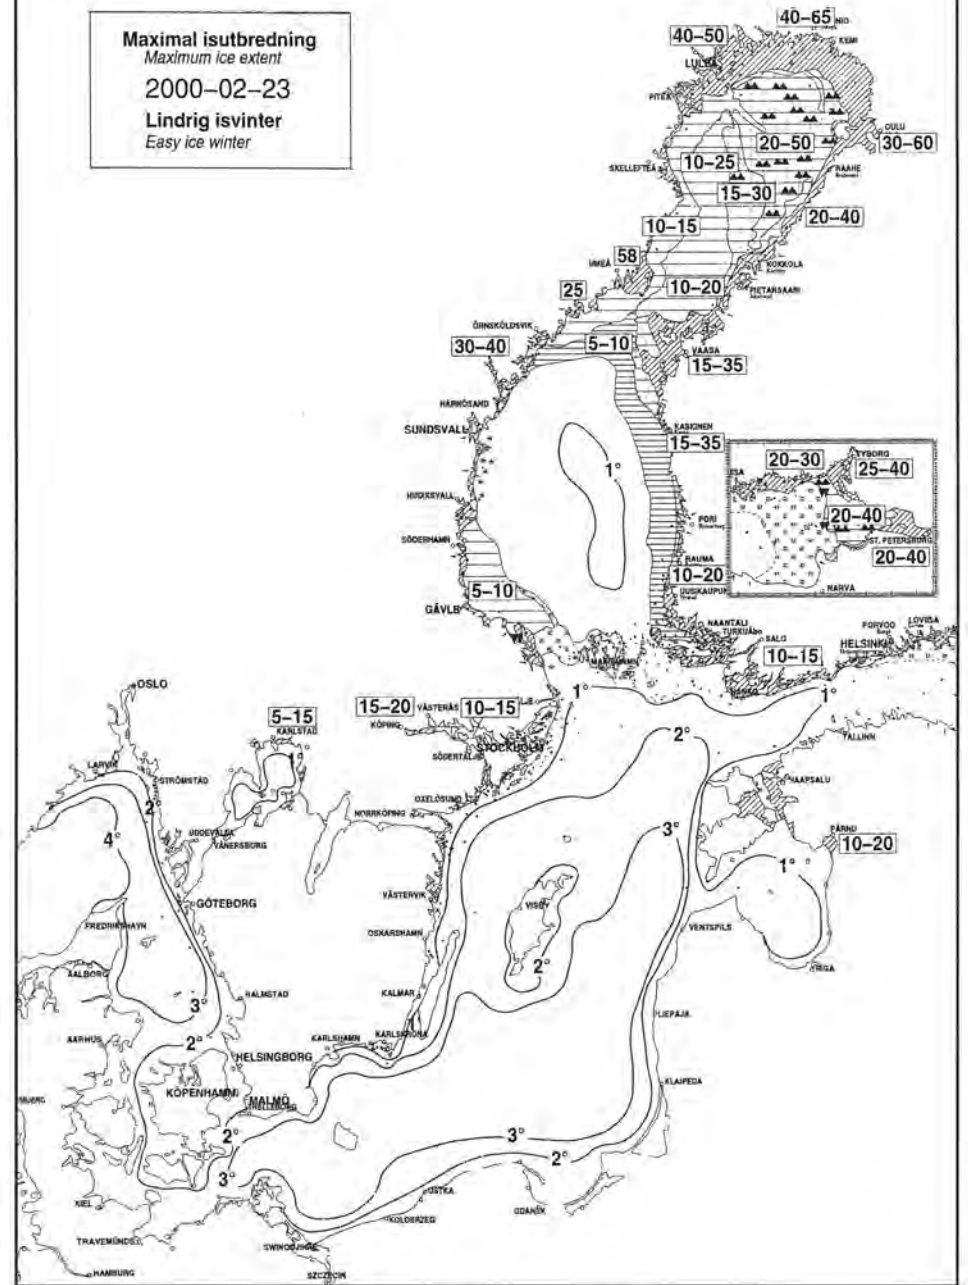 Maximal isutbredning
Maximum ice extent
2000-02-23
Lindrig isvinter
Easy ice winter
40-65
40-50
KEMI
LULEÅ
PITEÅ
OULU
30-60
20-50
10-25
SKELLEFTEÅ
RAAHE
15-30
20-40
10-15
58
UMEÅ
KOKKOLA
25
10-20
PIETARSAARI
ÖRNSKÖLDSVIK
5-10
30-40
VAASA
15-35
HÄRNÖSAND
SUNDSVALL
KASKINEN
15-35
1°
20-30
VYBORG
25-40
HUDIKSVALL
20-40
PORI
ST. PETERSBURG
SÖDERHAMN
20-40
RAUMA
10-20
5-10
NARVA
GÄVLE
NAANTALI
TURKU
SALO
PORVOO
LOVIISA
HELSINKI
10-15
HANKO
OSLO
1°
1°
15-20
VÄSTERÅS
10-15
5-15
KÖPING
KARLSTAD
2°
TALLINN
STOCKHOLM
SÖDERTÄLJE
LARVIK
STRÖMSTAD
HAAPSALU
OXELÖSUND
2
NORRKÖPING
4°
UDDEVALLA
3°
PÄRNU
VÄNERSBORG
10-20
1°
VÄSTERVIK
GÖTEBORG
VISBY
FREDRIKSHAVN
OSKARSHAMN
VENTSPILS
AALBORG
2°
RIGA
3°
HALMSTAD
KALMAR
LIEPAJA
AARHUS
2°
KARLSHAMN
KARLSKRONA
HELSINGBORG
KÖPENHAMN
MALMÖ
KLAIPEDA
TRELLEBORG
2°
3°
2°
3°
KIEL
USTKA
GDANSK
KOLOBRZEG
TRAVEMÜNDE
SWINOUJSCIE
HAMBURG
SZCZECIN